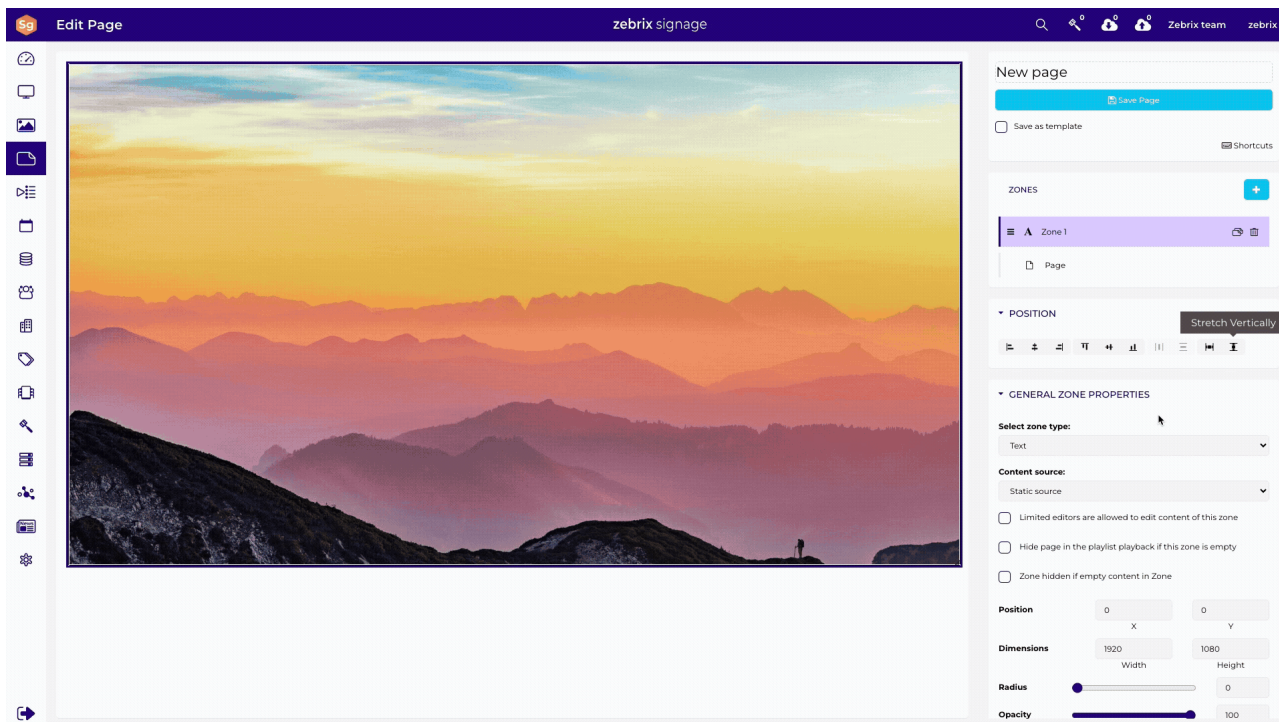 Sg Edit Page zebrix signage 0 0 0 Zebrix team zebrix
New page
Save Page
Save as template
Shortcuts
ZONES
A Zone 1
Page
POSITION
Stretch Vertically
GENERAL ZONE PROPERTIES
Select zone type:
Text
Content source:
Static source
Limited editors are allowed to edit content of this zone
Hide page in the playlist playback if this zone is empty
Zone hidden if empty content in Zone
Position 0 0
X Y
Dimensions 1920 1080
Width Height
Radius 0
Opacity 100